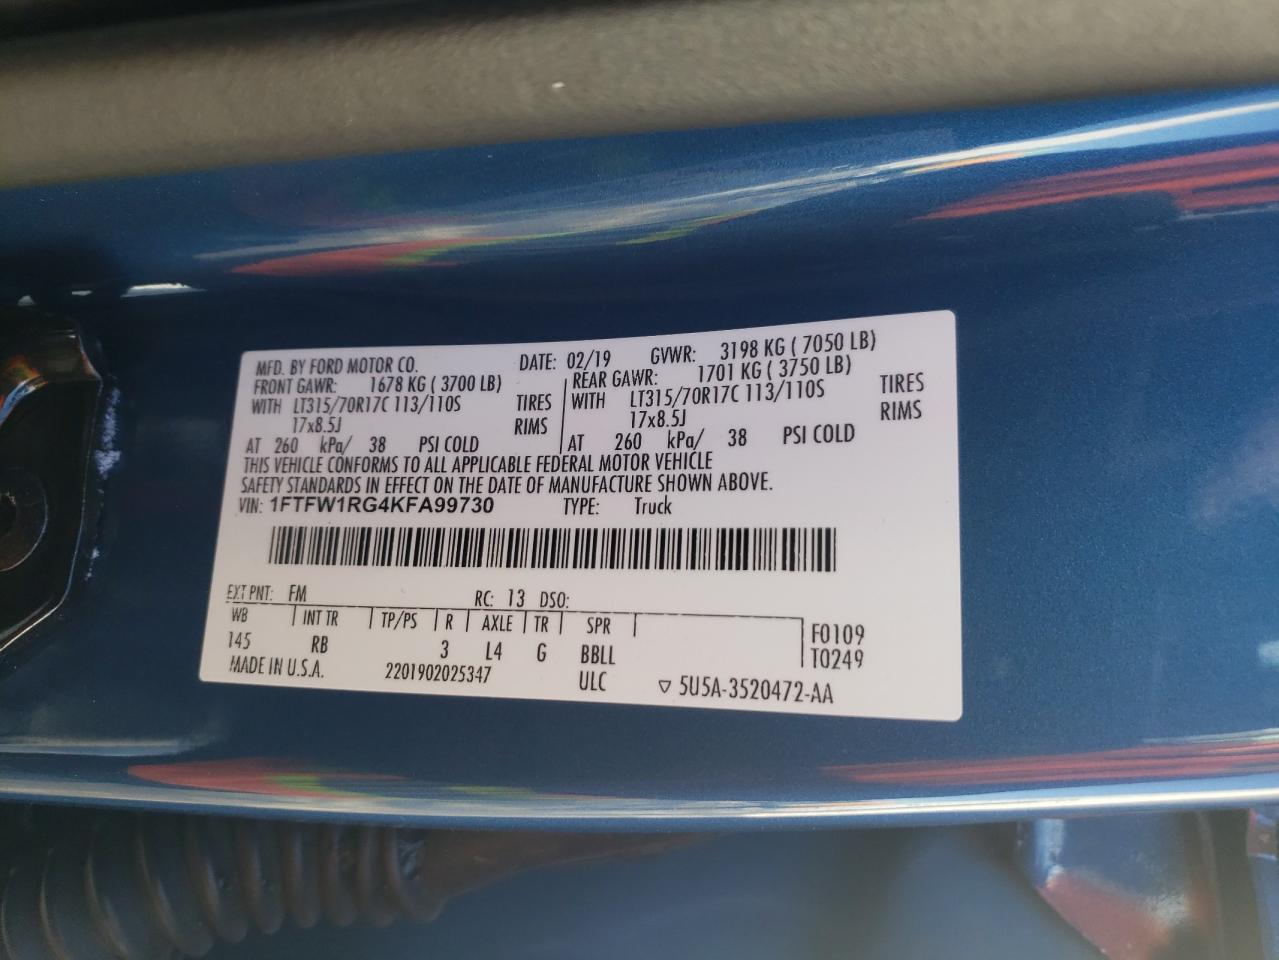 MFD. BY FORD MOTOR CO. DATE: 02/19 GVWR: 3198 KG ( 7050 LB)
FRONT GAWR: 1678 KG ( 3700 LB) REAR GAWR: 1701 KG ( 3750 LB)
WITH LT315/70R17C 113/110S TIRES WITH LT315/70R17C 113/110S TIRES
17x8.5J RIMS 17x8.5J RIMS
AT 260 kPa/ 38 PSI COLD AT 260 kPa/ 38 PSI COLD
THIS VEHICLE CONFORMS TO ALL APPLICABLE FEDERAL MOTOR VEHICLE
SAFETY STANDARDS IN EFFECT ON THE DATE OF MANUFACTURE SHOWN ABOVE.
VIN: 1FTFW1RG4KFA99730 TYPE: Truck
EXT PNT: FM RC: 13 DSO:
WB INT TR TP/PS R AXLE TR SPR F0109
145 RB 3 L4 G BBLL T0249
MADE IN U.S.A. 2201902025347 ULC ▽ 5U5A-3520472-AA